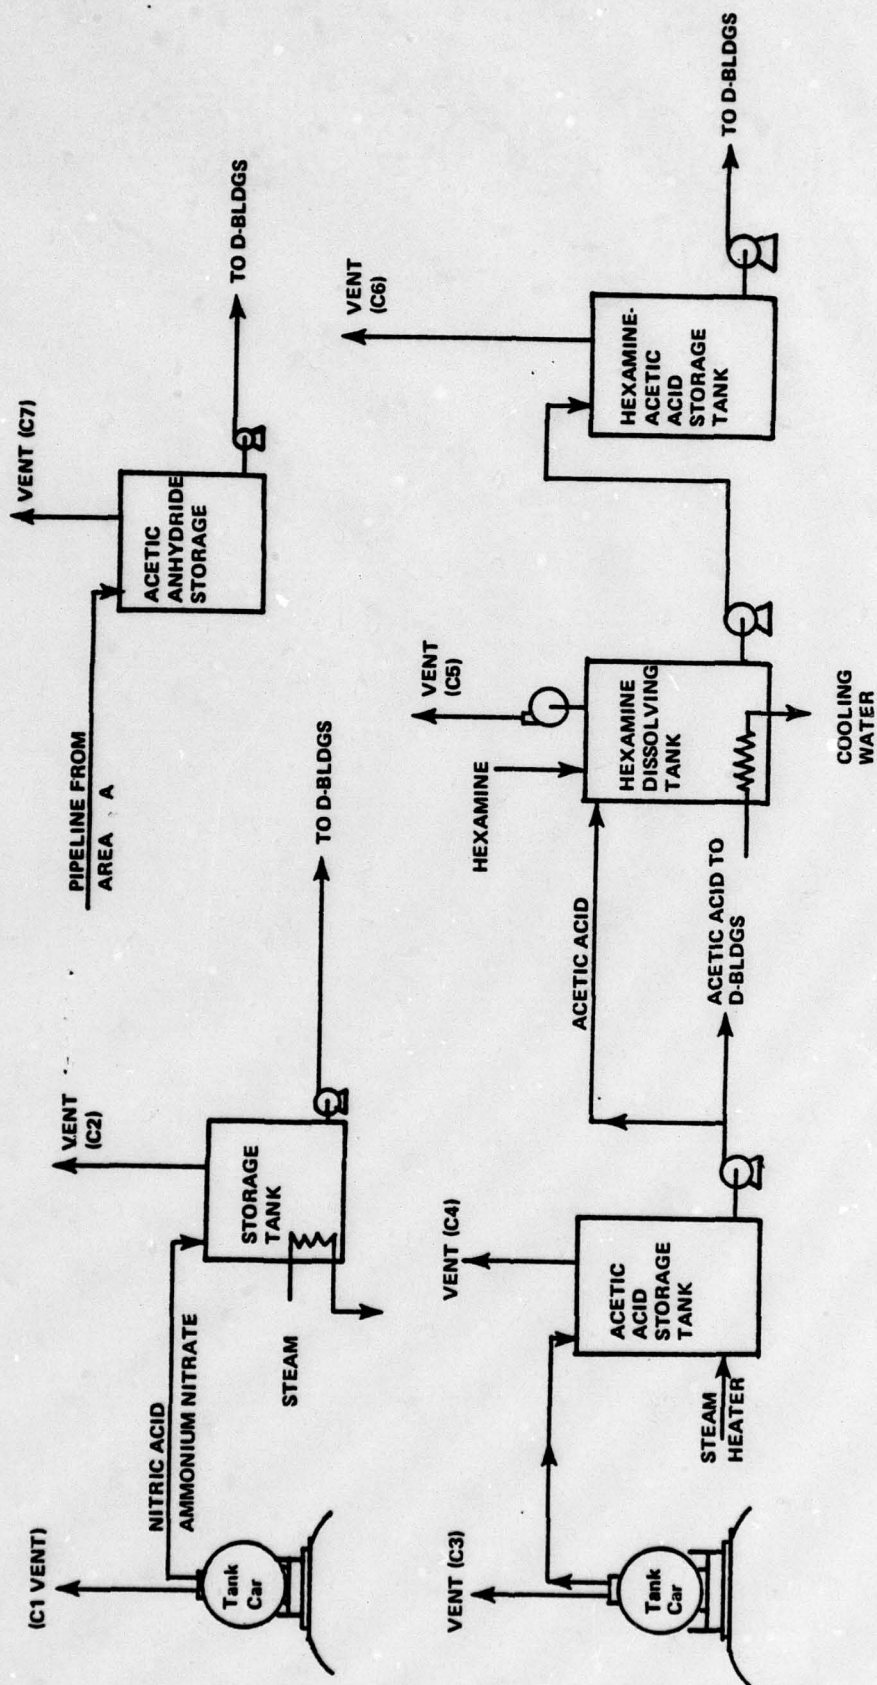 (C1 VENT)
NITRIC ACID
AMMONIUM NITRATE
Tank
Car
VENT
(C2)
STORAGE
TANK
STEAM
TO D-BLDGS
PIPELINE FROM
AREA A
VENT (C7)
ACETIC
ANHYDRIDE
STORAGE
TO D-BLDGS
VENT (C3)
Tank
Car
VENT (C4)
ACETIC
ACID
STORAGE
TANK
STEAM
HEATER
ACETIC ACID
ACETIC ACID TO
D-BLDGS
HEXAMINE
VENT
(C5)
HEXAMINE
DISSOLVING
TANK
COOLING
WATER
VENT
(C6)
HEXAMINE-
ACETIC
ACID
STORAGE
TANK
TO D-BLDGS